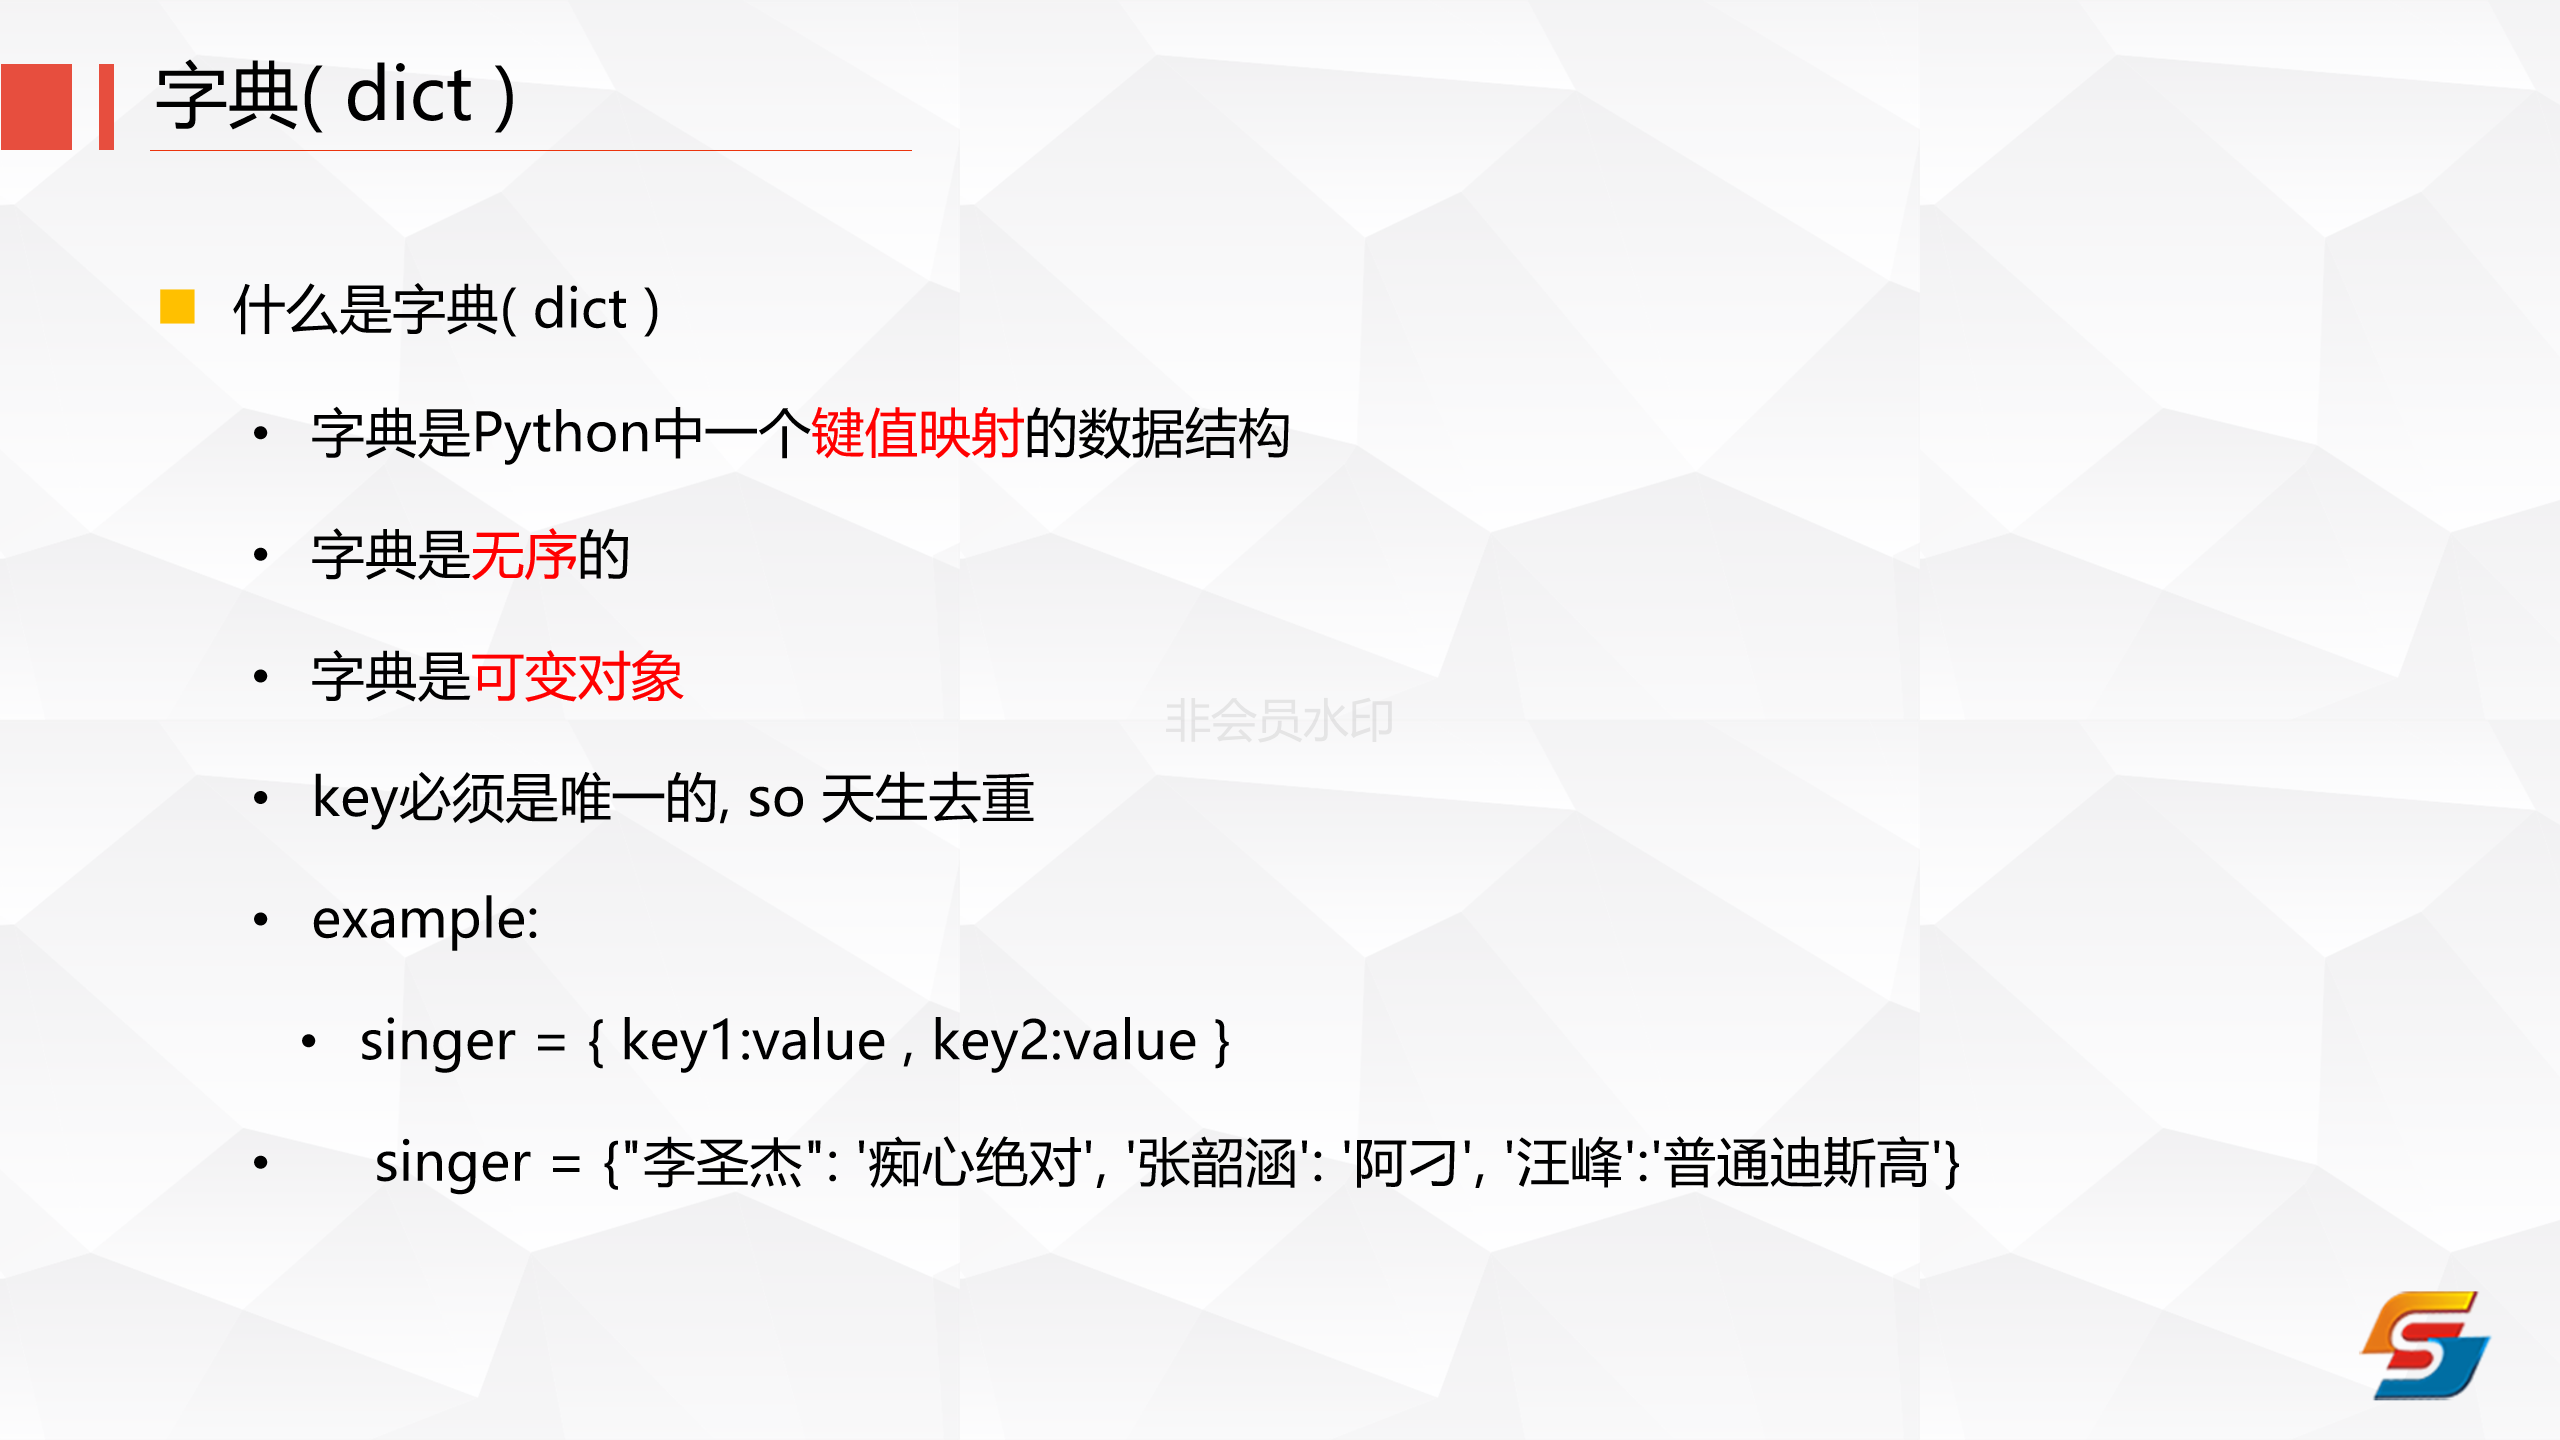 字典( dict )
什么是字典( dict )
• 字典是Python中一个键值映射的数据结构
• 字典是无序的
• 字典是可变对象
非会员水印
• key必须是唯一的, so 天生去重
• example:
• singer = { key1:value , key2:value }
• singer = {"李圣杰": '痴心绝对', '张韶涵': '阿刁', '汪峰':'普通迪斯高'}